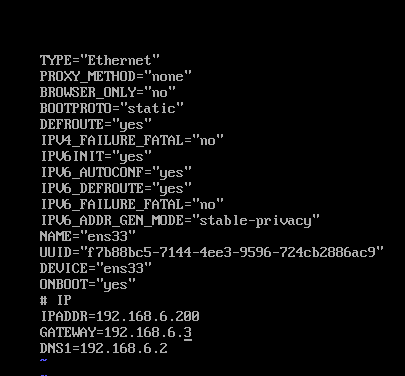 TYPE="Ethernet"
PROXY_METHOD="none"
BROWSER_ONLY="no"
BOOTPROTO="static"
DEFROUTE="yes"
IPV4_FAILURE_FATAL="no"
IPV6INIT="yes"
IPV6_AUTOCONF="yes"
IPV6_DEFROUTE="yes"
IPV6_FAILURE_FATAL="no"
IPV6_ADDR_GEN_MODE="stable-privacy"
NAME="ens33"
UUID="f7b88bc5-7144-4ee3-9596-724cb2886ac9"
DEVICE="ens33"
ONBOOT="yes"
# IP
IPADDR=192.168.6.200
GATEWAY=192.168.6.3
DNS1=192.168.6.2
~
~